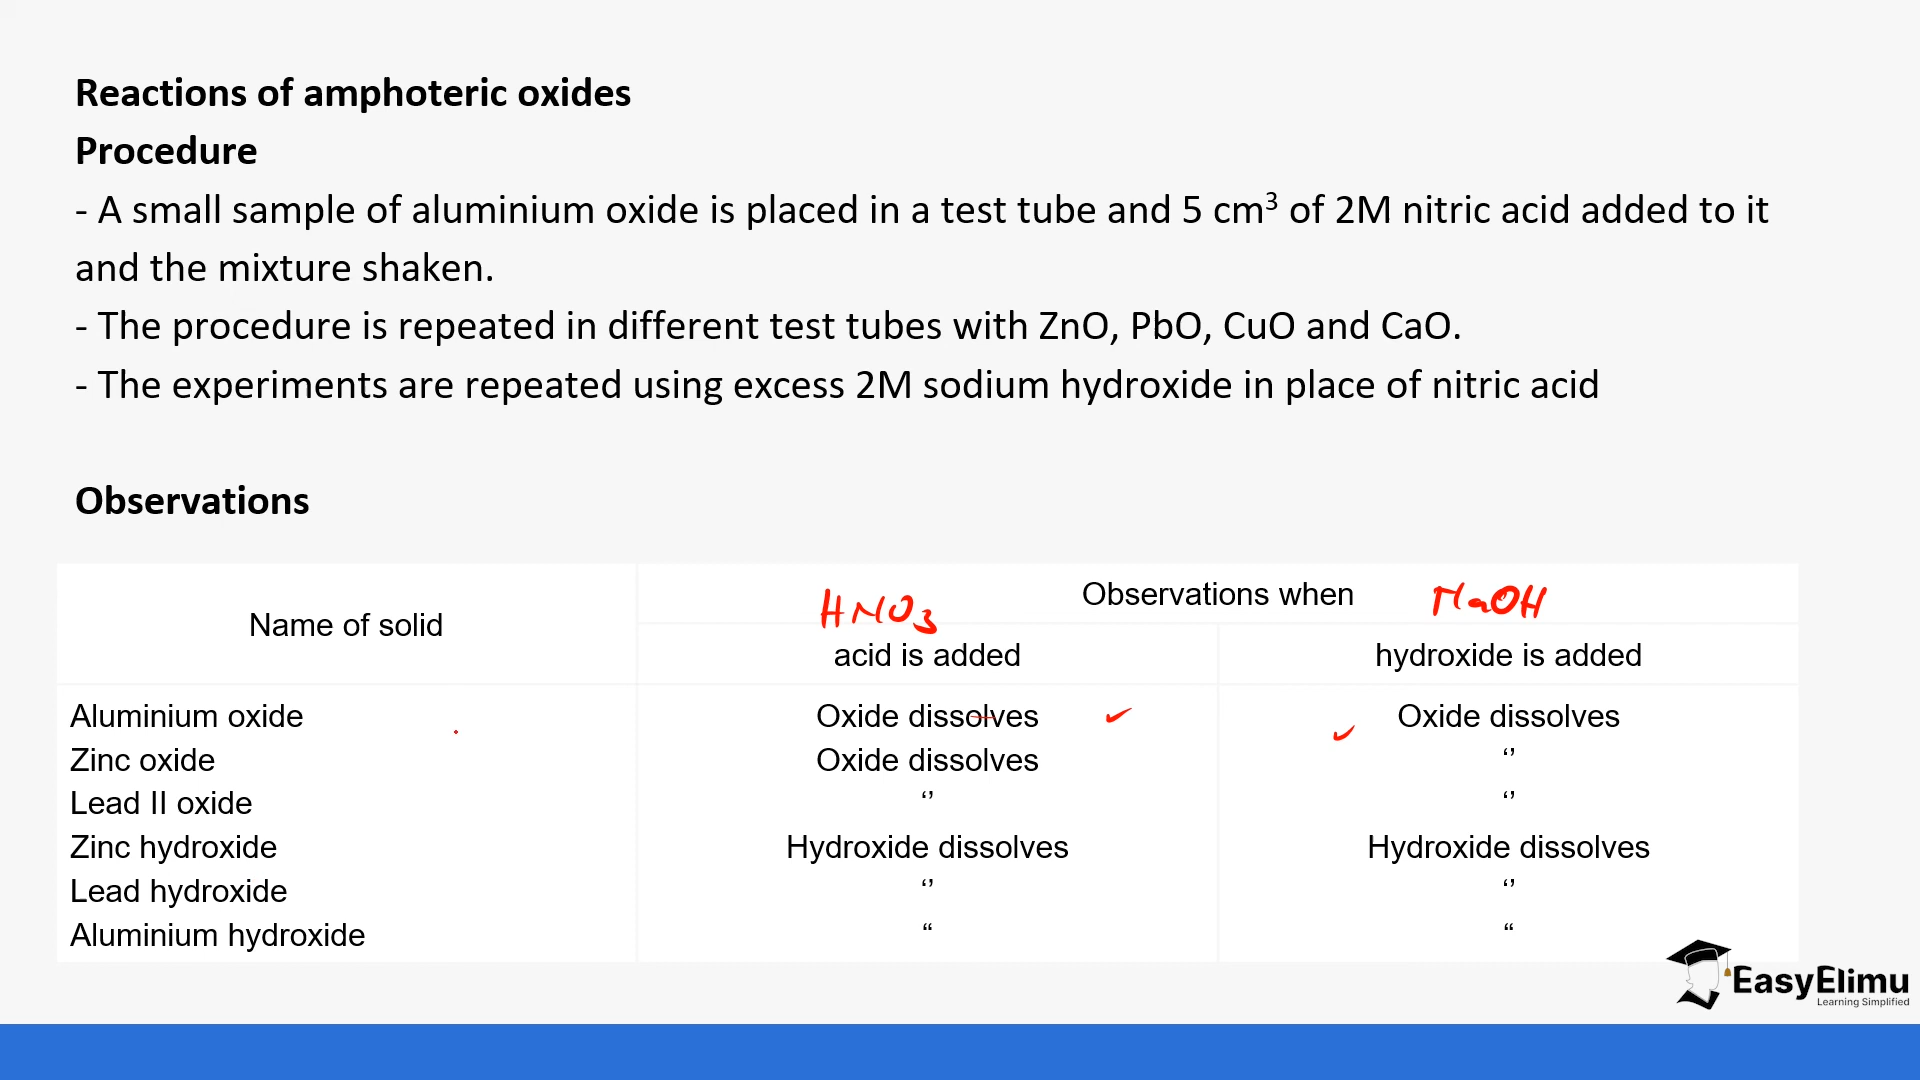 Reactions of amphoteric oxides
Procedure
- A small sample of aluminium oxide is placed in a test tube and 5 cm³ of 2M nitric acid added to it
and the mixture shaken.
- The procedure is repeated in different test tubes with ZnO, PbO, CuO and CaO.
- The experiments are repeated using excess 2M sodium hydroxide in place of nitric acid
Observations
Name of solid
Observations when
HNO₃
NaOH
acid is added
hydroxide is added
Aluminium oxide Oxide dissolves ✓ ✓ Oxide dissolves
Zinc oxide Oxide dissolves ‘’
Lead II oxide ‘’ ‘’
Zinc hydroxide Hydroxide dissolves Hydroxide dissolves
Lead hydroxide ‘’ ‘’
Aluminium hydroxide “ “
EasyElimu
Learning Simplified